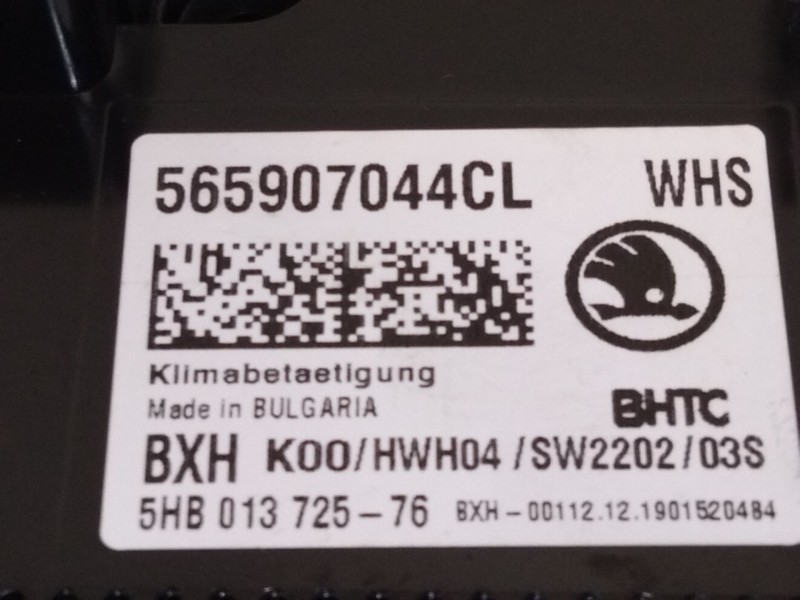 565907044CL WHS
Klimabetaetigung
Made in BULGARIA
BHTC
BXH K00/HWH04/SW2202/03S
5HB 013 725-76 BXH-00112.12.1901520484